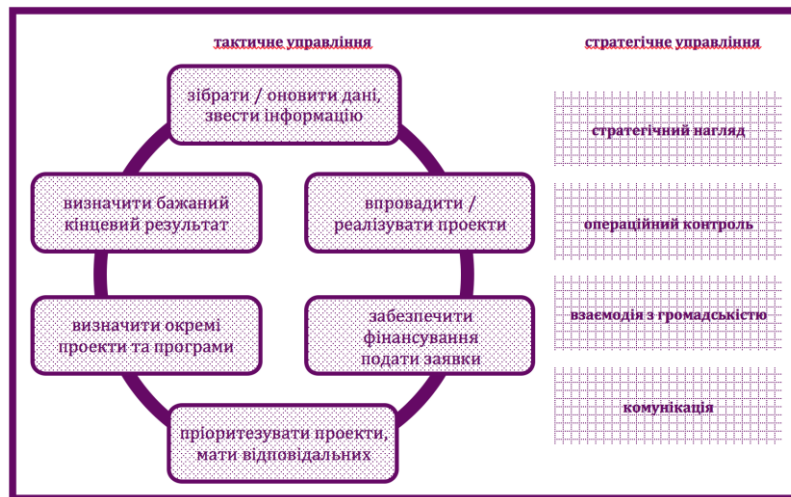 тактичне управління
стратегічне управління
зібрати / оновити дані,
звести інформацію
стратегічний нагляд
визначити бажаний
кінцевий результат
впровадити /
реалізувати проекти
операційний контроль
визначити окремі
проекти та програми
забезпечити
фінансування
подати заявки
взаємодія з громадськістю
пріоритезувати проекти,
мати відповідальних
комунікація